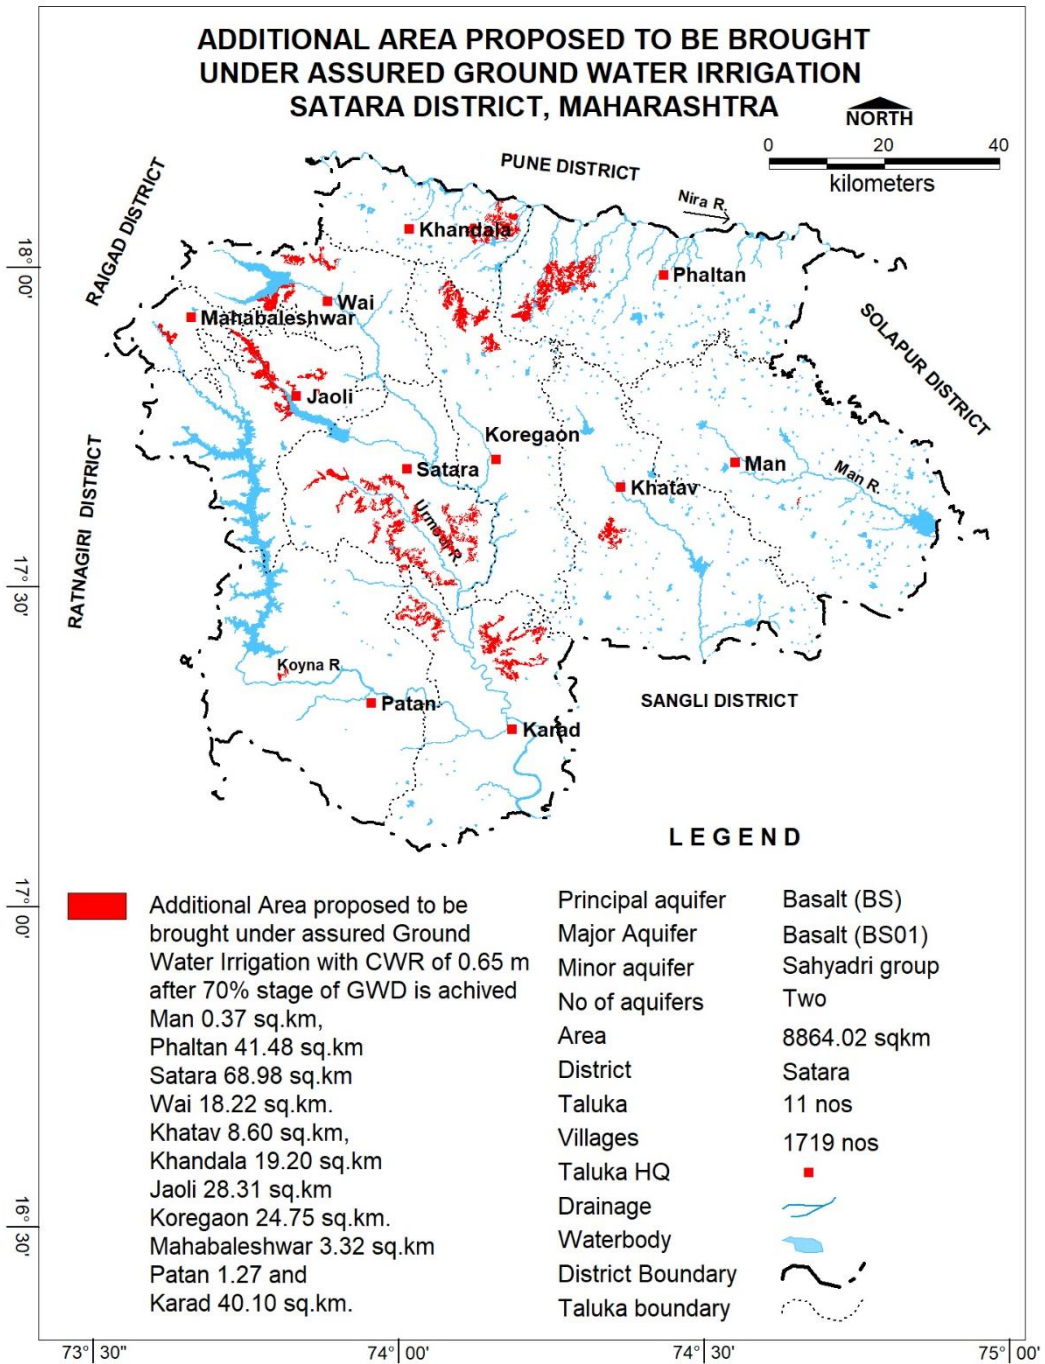 ADDITIONAL AREA PROPOSED TO BE BROUGHT
UNDER ASSURED GROUND WATER IRRIGATION
SATARA DISTRICT, MAHARASHTRA
NORTH
0 20 40
kilometers
PUNE DISTRICT
RAIGAD DISTRICT
Nira R.
Khandala
18° 00'
Phaltan
Wai
Mahabaleshwar
SOLAPUR DISTRICT
Jaoli
Koregaon
Satara
Man
Man R.
Khatav
Urmodi R.
RATNAGIRI DISTRICT
17° 30'
Koyna R.
Patan
SANGLI DISTRICT
Karad
LEGEND
17° 00'
Additional Area proposed to be
brought under assured Ground
Water Irrigation with CWR of 0.65 m
after 70% stage of GWD is achived
Man 0.37 sq.km,
Phaltan 41.48 sq.km
Satara 68.98 sq.km
Wai 18.22 sq.km.
Khatav 8.60 sq.km,
Khandala 19.20 sq.km
Jaoli 28.31 sq.km
Koregaon 24.75 sq.km.
Mahabaleshwar 3.32 sq.km
Patan 1.27 and
Karad 40.10 sq.km.
Principal aquifer Basalt (BS)
Major Aquifer Basalt (BS01)
Minor aquifer Sahyadri group
No of aquifers Two
Area 8864.02 sqkm
District Satara
Taluka 11 nos
Villages 1719 nos
Taluka HQ
Drainage
Waterbody
District Boundary
Taluka boundary
16° 30'
73° 30" 74° 00' 74° 30" 75° 00'